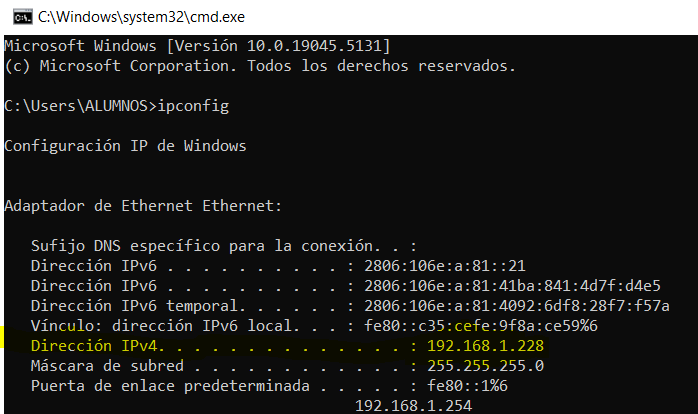 C:\Windows\system32\cmd.exe
Microsoft Windows [Versión 10.0.19045.5131]
(c) Microsoft Corporation. Todos los derechos reservados.
C:\Users\ALUMNOS>ipconfig
Configuración IP de Windows
Adaptador de Ethernet Ethernet:
Sufijo DNS específico para la conexión. . :
Dirección IPv6 . . . . . . . . . . : 2806:106e:a:81::21
Dirección IPv6 . . . . . . . . . . : 2806:106e:a:81:41ba:841:4d7f:d4e5
Dirección IPv6 temporal. . . . . . : 2806:106e:a:81:4092:6df8:28f7:f57a
Vínculo: dirección IPv6 local. . . : fe80::c35:cefe:9f8a:ce59%6
Dirección IPv4. . . . . . . . . . . . . . : 192.168.1.228
Máscara de subred . . . . . . . . . . . . : 255.255.255.0
Puerta de enlace predeterminada . . . . . : fe80::1%6
192.168.1.254